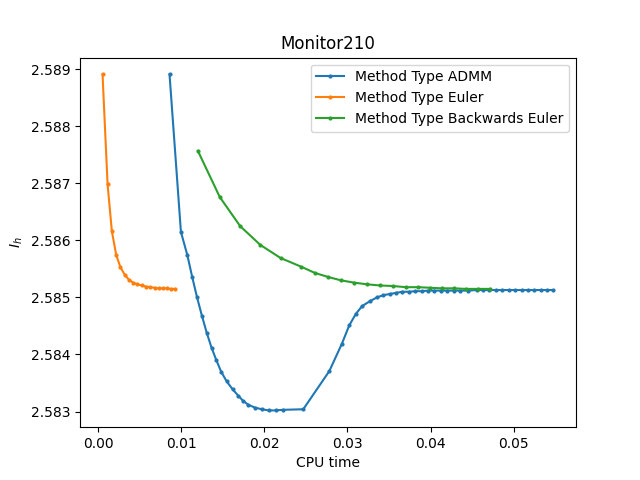 Monitor210
2.589
2.588
2.587
2.586
2.585
2.584
2.583
I_h
Method Type ADMM
Method Type Euler
Method Type Backwards Euler
0.00 0.01 0.02 0.03 0.04 0.05
CPU time